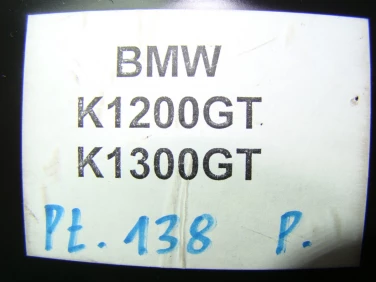 BMW
K1200GT
K1300GT
Pt. 138 P.